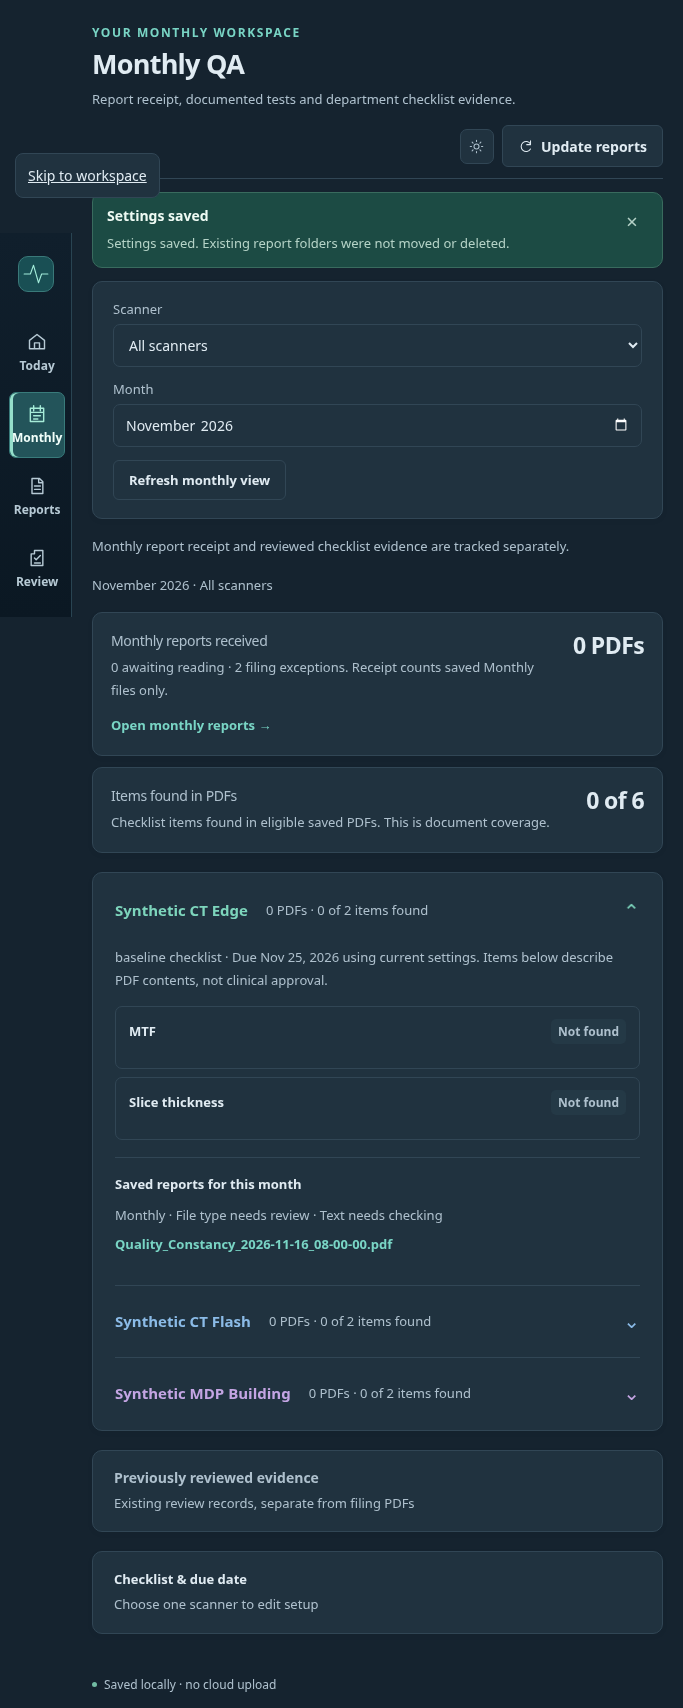 YOUR MONTHLY WORKSPACE
Monthly QA
Report receipt, documented tests and department checklist evidence.
Update reports
Skip to workspace
Settings saved
Settings saved. Existing report folders were not moved or deleted.
×
Today
Monthly
Reports
Review
Scanner
All scanners
Month
November 2026
Refresh monthly view
Monthly report receipt and reviewed checklist evidence are tracked separately.
November 2026 · All scanners
Monthly reports received
0 PDFs
0 awaiting reading · 2 filing exceptions. Receipt counts saved Monthly
files only.
Open monthly reports →
Items found in PDFs
0 of 6
Checklist items found in eligible saved PDFs. This is document coverage.
Synthetic CT Edge 0 PDFs · 0 of 2 items found
baseline checklist · Due Nov 25, 2026 using current settings. Items below describe
PDF contents, not clinical approval.
MTF Not found
Slice thickness Not found
Saved reports for this month
Monthly · File type needs review · Text needs checking
Quality_Constancy_2026-11-16_08-00-00.pdf
Synthetic CT Flash 0 PDFs · 0 of 2 items found
Synthetic MDP Building 0 PDFs · 0 of 2 items found
Previously reviewed evidence
Existing review records, separate from filing PDFs
Checklist & due date
Choose one scanner to edit setup
Saved locally · no cloud upload